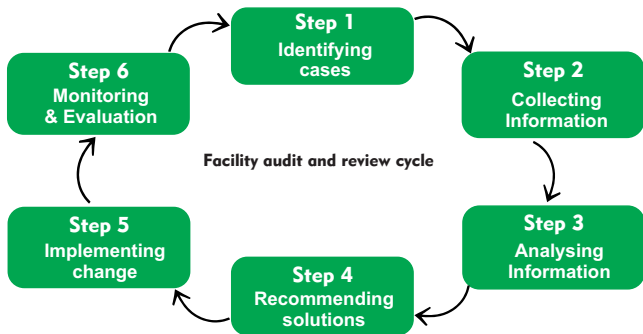 Step 1
Identifying
cases
Step 2
Collecting
Information
Step 3
Analysing
Information
Step 4
Recommending
solutions
Step 5
Implementing
change
Step 6
Monitoring
& Evaluation
Facility audit and review cycle